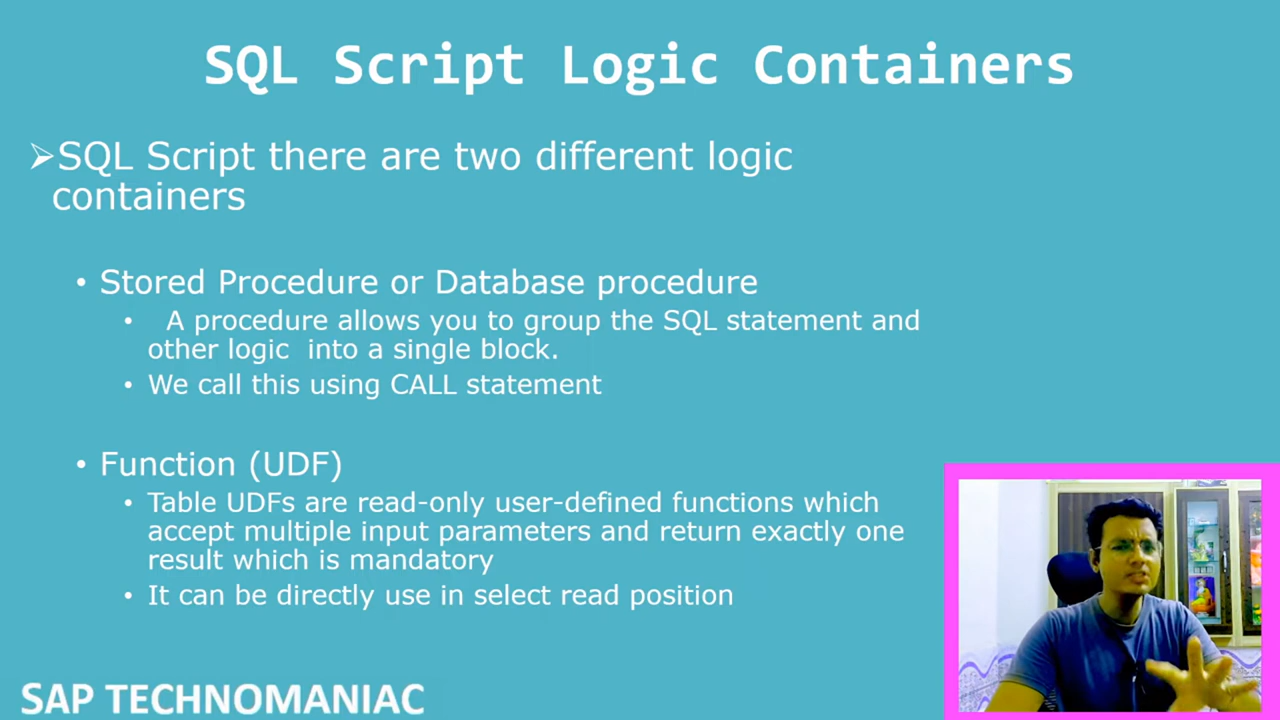 SQL Script Logic Containers
➢SQL Script there are two different logic
containers
• Stored Procedure or Database procedure
• A procedure allows you to group the SQL statement and
other logic into a single block.
• We call this using CALL statement
• Function (UDF)
• Table UDFs are read-only user-defined functions which
accept multiple input parameters and return exactly one
result which is mandatory
• It can be directly use in select read position
SAP TECHNOMANIAC